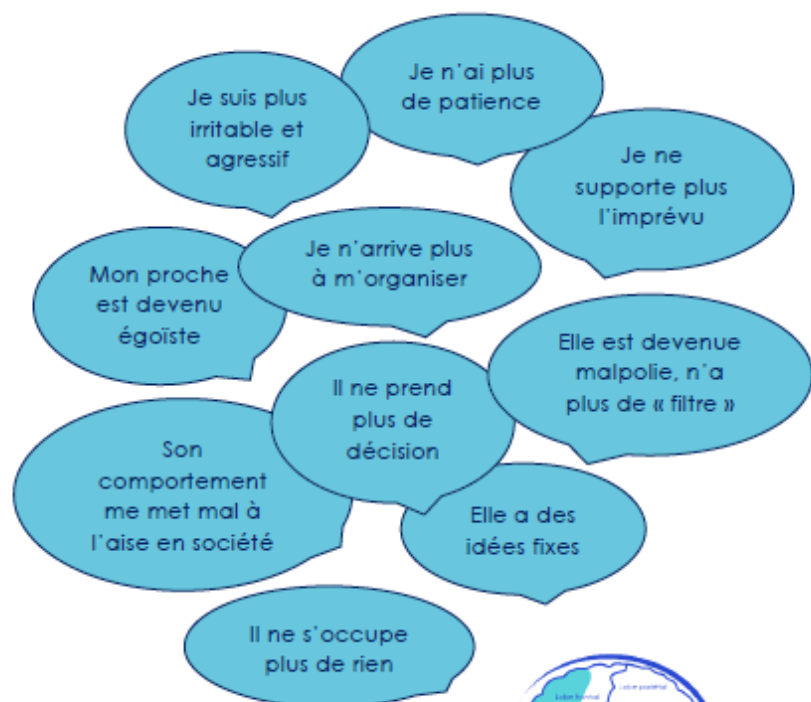 Je n'ai plus
de patience
Je suis plus
irritable et
agressif
Je ne
supporte plus
l'imprévu
Je n'arrive plus
à m'organiser
Mon proche
est devenu
égoïste
Elle est devenue
malpolie, n'a
plus de « filtre »
Il ne prend
plus de
décision
Son
comportement
me met mal à
l'aise en société
Elle a des
idées fixes
Il ne s'occupe
plus de rien
Lobe frontal
Lobe pariétal